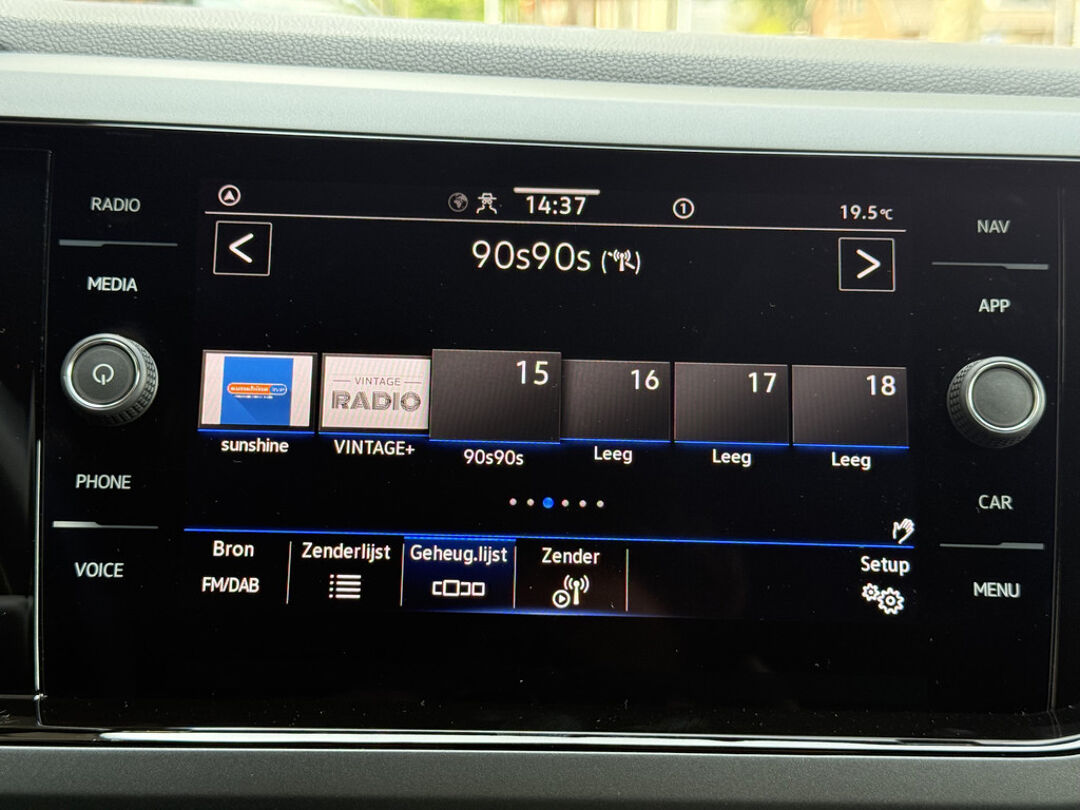 RADIO
MEDIA
PHONE
VOICE
14:37
1
19.5°C
90s90s
15
16
17
18
VINTAGE
RADIO
sunshine
VINTAGE+
90s90s
Leeg
Leeg
Leeg
Bron
FM/DAB
Zenderlijst
Geheug.lijst
Zender
Setup
NAV
APP
CAR
MENU